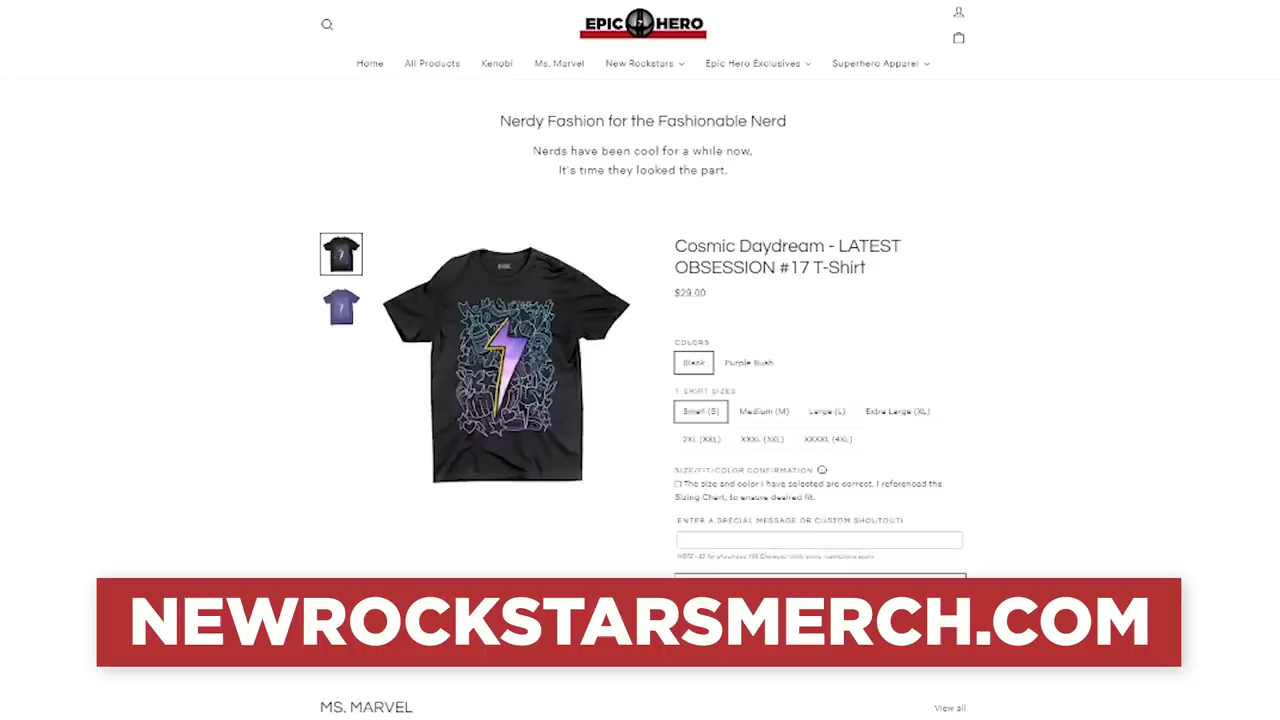 EPIC HERO
Home All Products Kenobi Ms. Marvel New Rockstars Epic Hero Exclusives Superhero Apparel
Nerdy Fashion for the Fashionable Nerd
Nerds have been cool for a while now,
It's time they looked the part.
Cosmic Daydream - LATEST
OBSESSION #17 T-Shirt
$29.00
COLORS
Black Purple Rush
T-SHIRT SIZES
Small (S) Medium (M) Large (L) Extra Large (XL)
2XL (XXL) XXXL (3XL) XXXXL (4XL)
SIZE/FIT/COLOR CONFIRMATION
The size and color I have selected are correct. I referenced the
Sizing Chart, to ensure desired fit.
ENTER A SPECIAL MESSAGE OR CUSTOM SHOUTOUT!
NEWROCKSTARSMERCH.COM
MS. MARVEL
View all